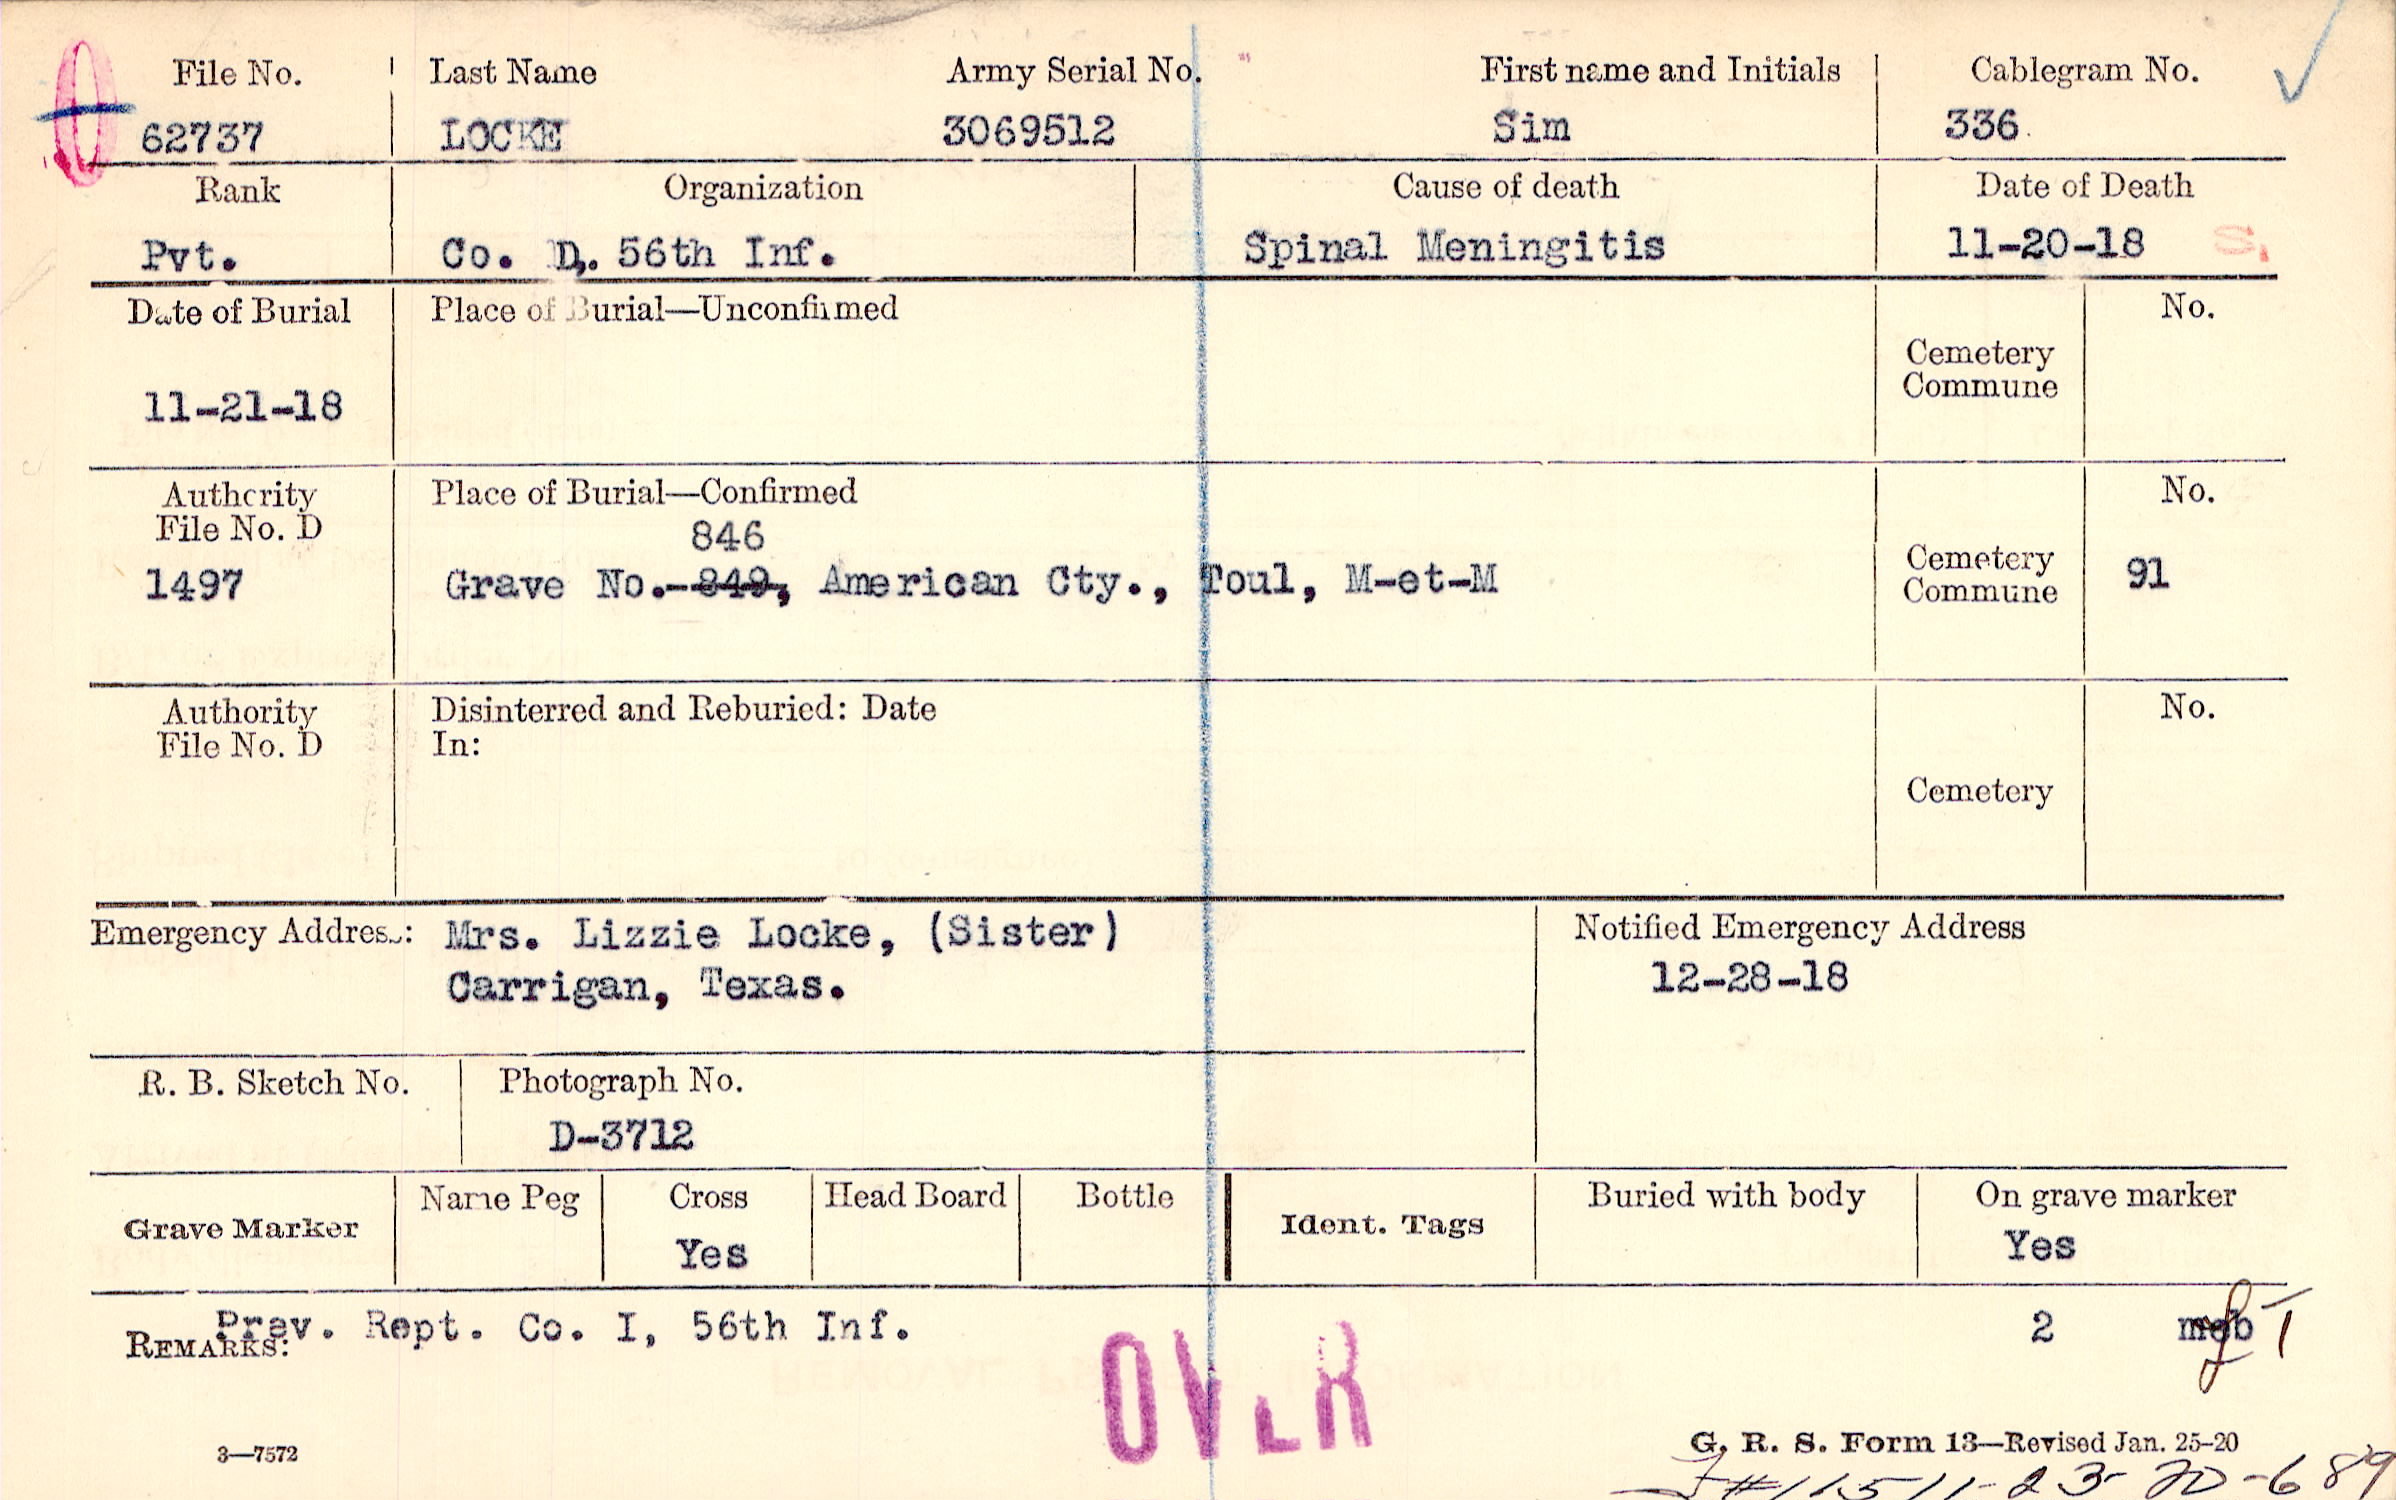 File No. Last Name Army Serial No. First name and Initials Cablegram No.
62737 LOCKE 3069512 Sim 336
Rank Organization Cause of death Date of Death
Pvt. Co. D, 56th Inf. Spinal Meningitis 11-20-18 S.
Date of Burial Place of Burial—Unconfirmed No.
Cemetery
Commune
11-21-18
Authority Place of Burial—Confirmed No.
File No. D 846
1497 Grave No. 849, American Cty., Toul, M-et-M Cemetery 91
Commune
Authority Disinterred and Reburied: Date No.
File No. D In:
Cemetery
Emergency Address: Mrs. Lizzie Locke, (Sister) Notified Emergency Address
Carrigan, Texas. 12-28-18
R. B. Sketch No. Photograph No.
D-3712
Grave Marker Name Peg Cross Head Board Bottle Ident. Tags Buried with body On grave marker
Yes Yes
REMARKS: Prev. Rept. Co. I, 56th Inf. 2
OVER
3—7572 G. R. S. Form 13—Revised Jan. 25-20